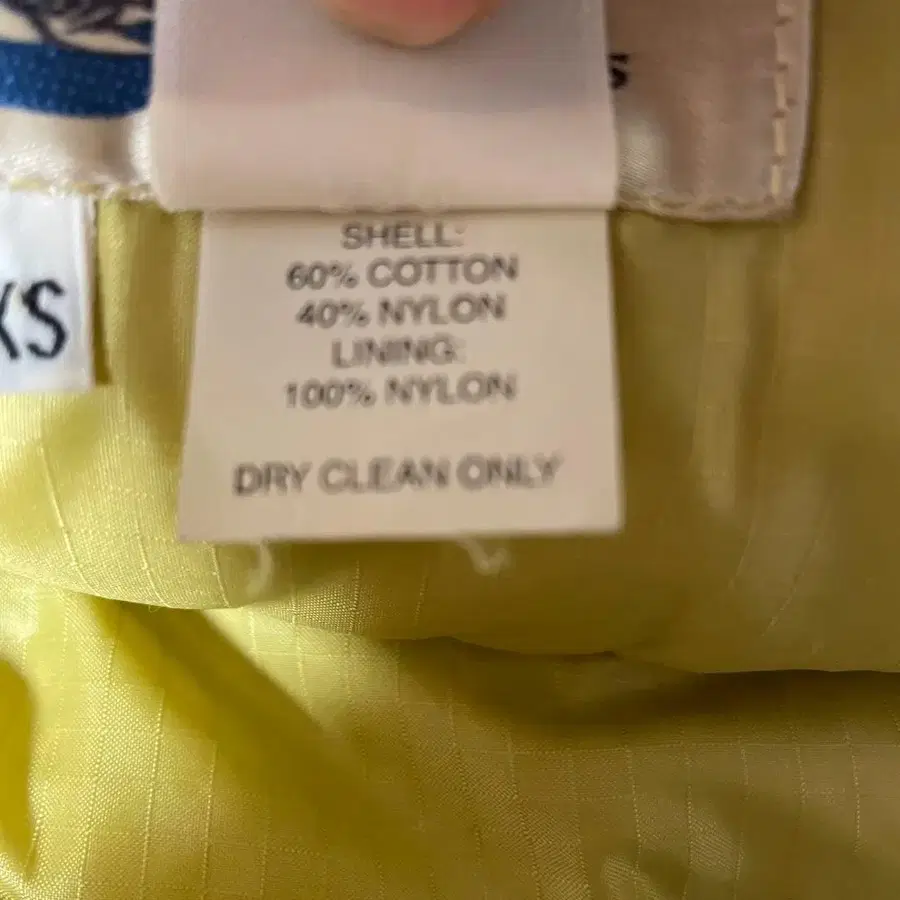 XS
SHELL:
60% COTTON
40% NYLON
LINING:
100% NYLON
DRY CLEAN ONLY